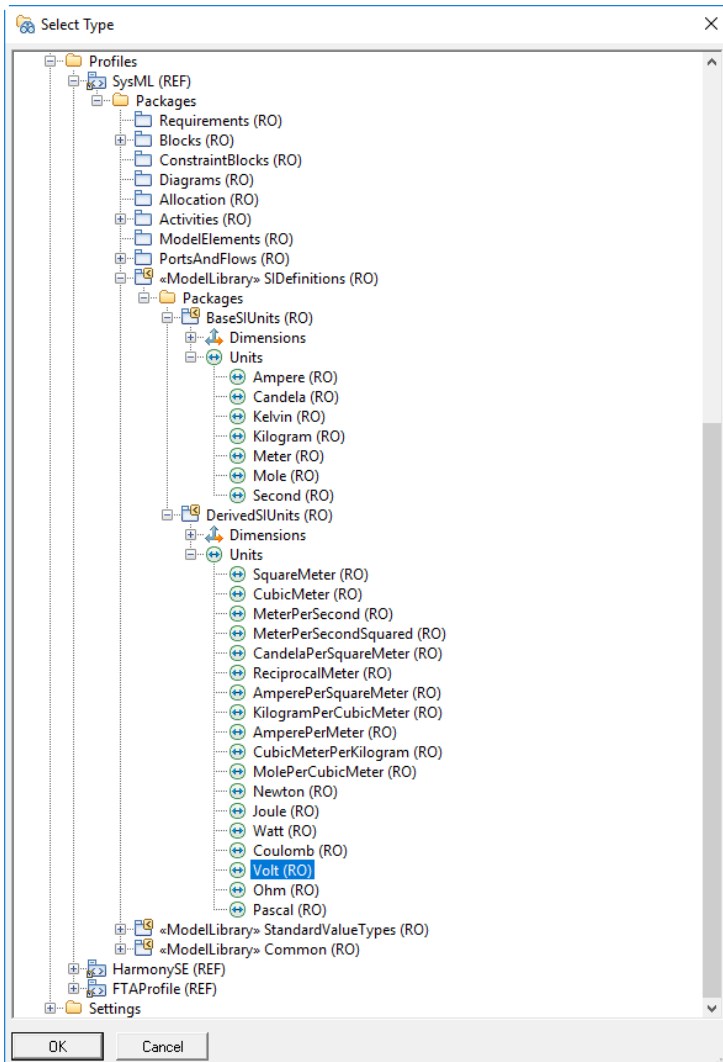 Select Type
Profiles
SysML (REF)
Packages
Requirements (RO)
Blocks (RO)
ConstraintBlocks (RO)
Diagrams (RO)
Allocation (RO)
Activities (RO)
ModelElements (RO)
PortsAndFlows (RO)
«ModelLibrary» SIDefinitions (RO)
Packages
BaseSIUnits (RO)
Dimensions
Units
Ampere (RO)
Candela (RO)
Kelvin (RO)
Kilogram (RO)
Meter (RO)
Mole (RO)
Second (RO)
DerivedSIUnits (RO)
Dimensions
Units
SquareMeter (RO)
CubicMeter (RO)
MeterPerSecond (RO)
MeterPerSecondSquared (RO)
CandelaPerSquareMeter (RO)
ReciprocalMeter (RO)
AmperePerSquareMeter (RO)
KilogramPerCubicMeter (RO)
AmperePerMeter (RO)
CubicMeterPerKilogram (RO)
MolePerCubicMeter (RO)
Newton (RO)
Joule (RO)
Watt (RO)
Coulomb (RO)
Volt (RO)
Ohm (RO)
Pascal (RO)
«ModelLibrary» StandardValueTypes (RO)
«ModelLibrary» Common (RO)
HarmonySE (REF)
FTAProfile (REF)
Settings
OK Cancel